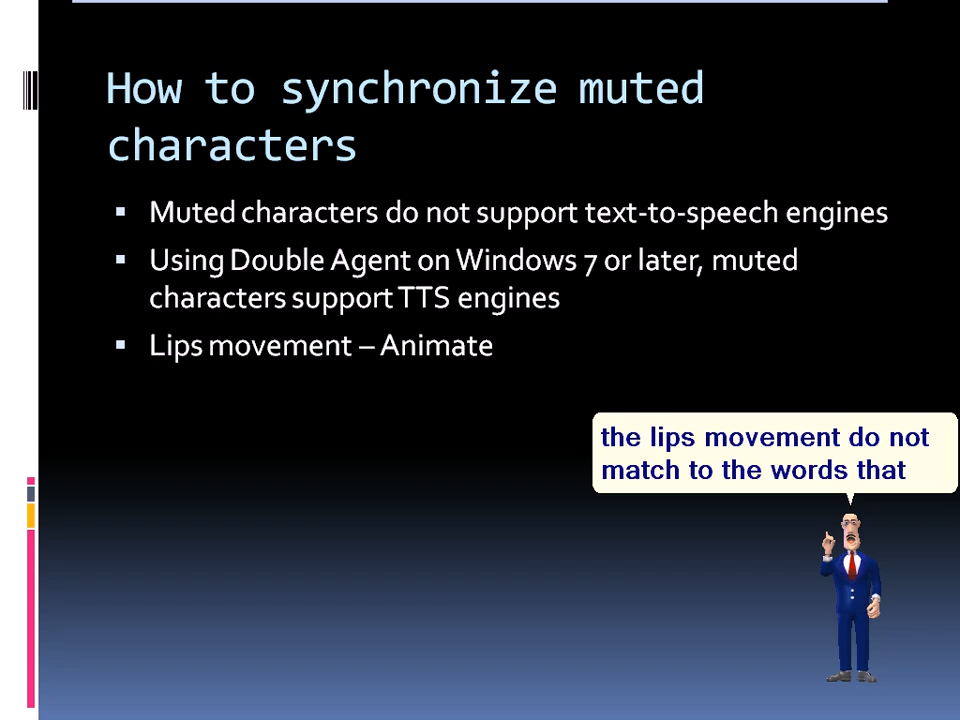 How to synchronize muted
characters
▪ Muted characters do not support text-to-speech engines
▪ Using Double Agent on Windows 7 or later, muted
characters support TTS engines
▪ Lips movement – Animate
the lips movement do not
match to the words that